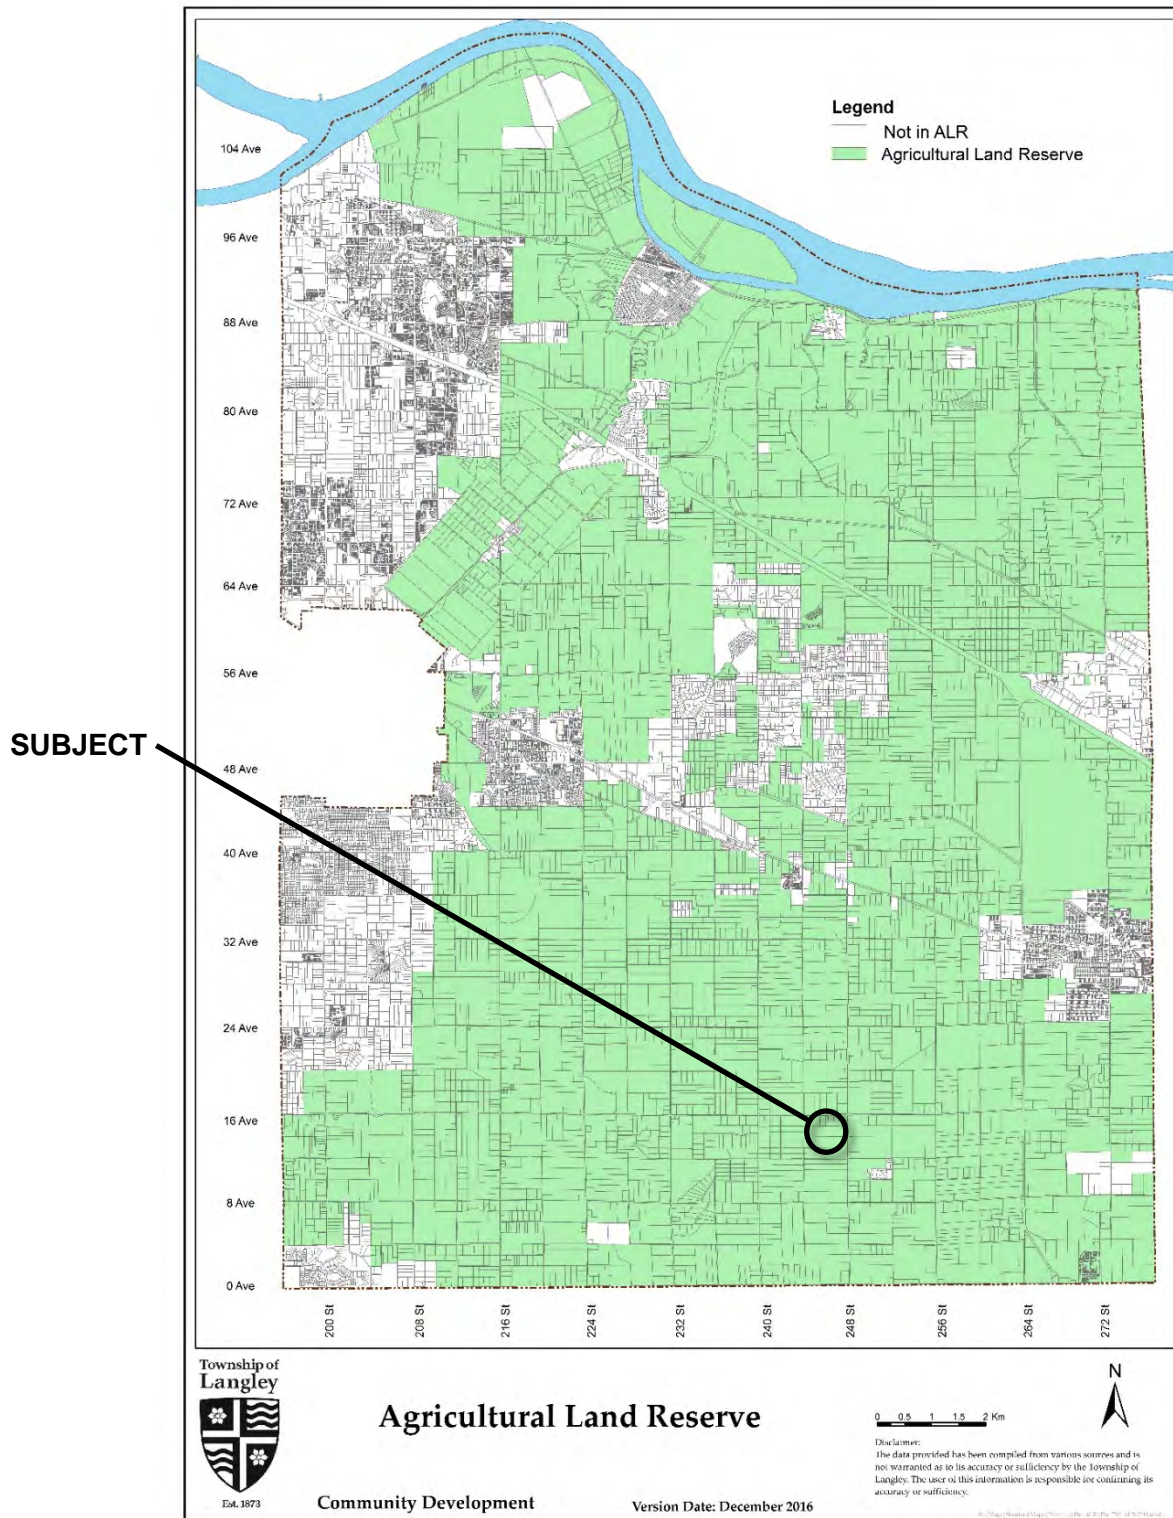 Legend
Not in ALR
Agricultural Land Reserve
104 Ave
96 Ave
88 Ave
80 Ave
72 Ave
64 Ave
56 Ave
SUBJECT
48 Ave
40 Ave
32 Ave
24 Ave
16 Ave
8 Ave
0 Ave
200 St
208 St
216 St
224 St
232 St
240 St
248 St
256 St
264 St
272 St
Township of
Langley
Est. 1873
Agricultural Land Reserve
Community Development
Version Date: December 2016
N
0 0.5 1 1.5 2 Km
Disclaimer:
The data provided has been compiled from various sources and is
not warranted as to its accuracy or sufficiency by the Township of
Langley. The user of this information is responsible for confirming its
accuracy or sufficiency.